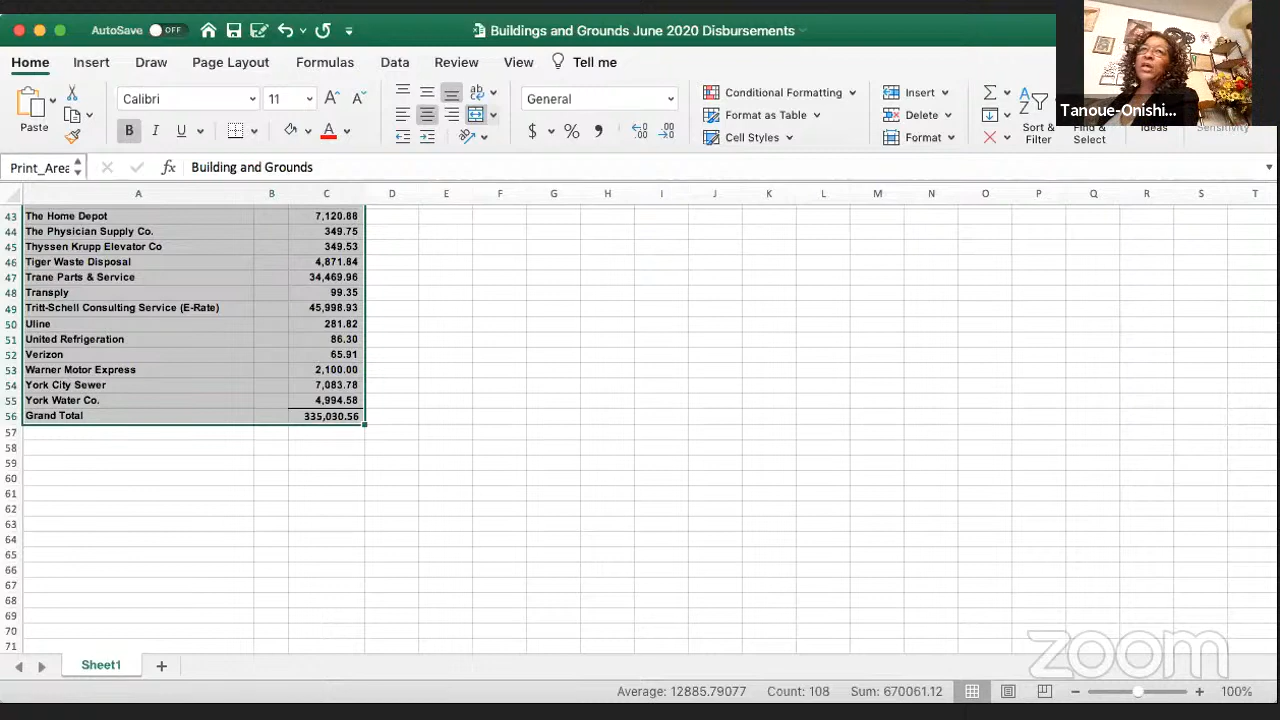 AutoSave OFF
Buildings and Grounds June 2020 Disbursements
Home Insert Draw Page Layout Formulas Data Review View Tell me
Paste
Calibri 11
General
Conditional Formatting
Format as Table
Cell Styles
Insert
Delete
Format
Sort & Filter
Find & Select
Ideas
Sensitivity
Tanoue-Onishi...
Print_Area
fx Building and Grounds
A B C D E F G H I J K L M N O P Q R S T
43 The Home Depot 7,120.88
44 The Physician Supply Co. 349.75
45 Thyssen Krupp Elevator Co 349.53
46 Tiger Waste Disposal 4,871.84
47 Trane Parts & Service 34,469.96
48 Transply 99.35
49 Tritt-Schell Consulting Service (E-Rate) 45,998.93
50 Uline 281.82
51 United Refrigeration 86.30
52 Verizon 65.91
53 Warner Motor Express 2,100.00
54 York City Sewer 7,083.78
55 York Water Co. 4,994.58
56 Grand Total 335,030.56
57
58
59
60
61
62
63
64
65
66
67
68
69
70
71
Sheet1
zoom
Average: 12885.79077 Count: 108 Sum: 670061.12 100%